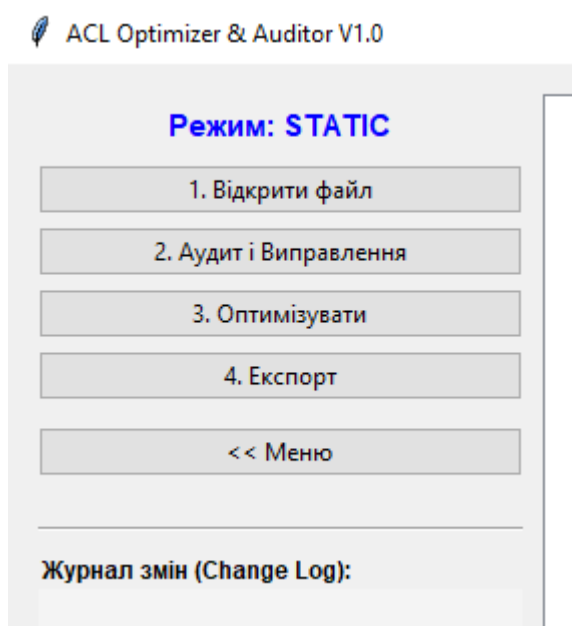 ACL Optimizer & Auditor V1.0
Режим: STATIC
1. Відкрити файл
2. Аудит і Виправлення
3. Оптимізувати
4. Експорт
<< Меню
Журнал змін (Change Log):